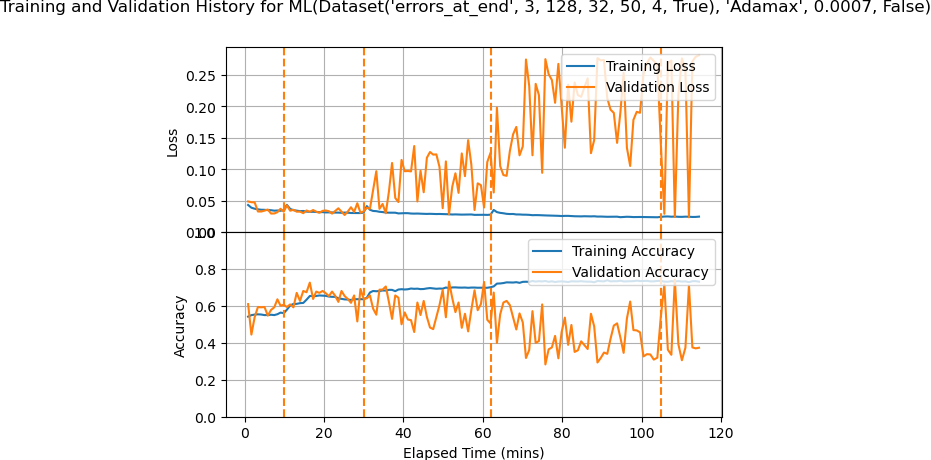 Training and Validation History for ML(Dataset('errors_at_end', 3, 128, 32, 50, 4, True), 'Adamax', 0.0007, False)
Training Loss
Validation Loss
Loss
0.25
0.20
0.15
0.10
0.05
0.00
Training Accuracy
Validation Accuracy
Accuracy
1.0
0.8
0.6
0.4
0.2
0.0
0 20 40 60 80 100 120
Elapsed Time (mins)